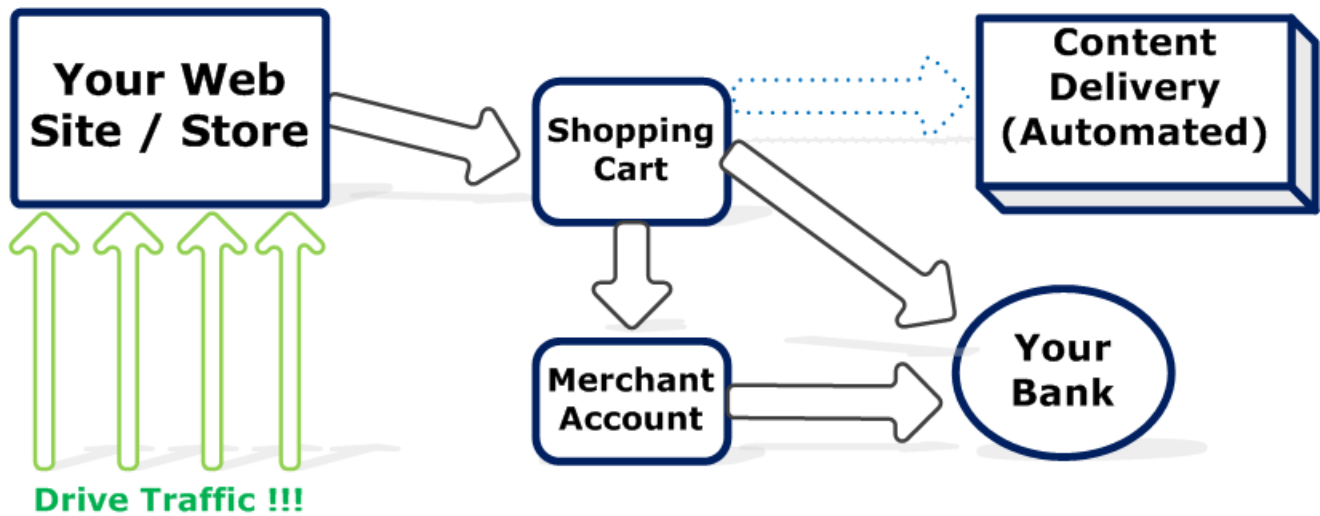 Your Web
Site / Store
Shopping
Cart
Content
Delivery
(Automated)
Merchant
Account
Your
Bank
Drive Traffic !!!